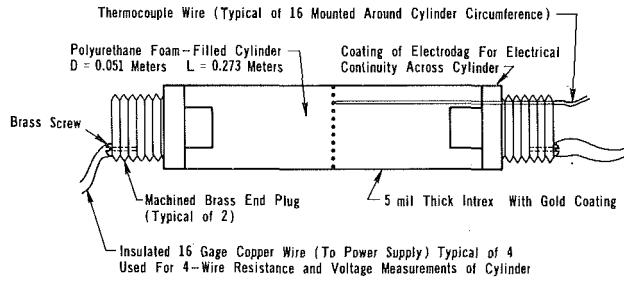 Thermocouple Wire (Typical of 16 Mounted Around Cylinder Circumference)
Polyurethane Foam-Filled Cylinder
D = 0.051 Meters L = 0.273 Meters
Coating of Electrodag For Electrical
Continuity Across Cylinder
Brass Screw
Machined Brass End Plug
(Typical of 2)
5 mil Thick Intrex With Gold Coating
Insulated 16 Gage Copper Wire (To Power Supply) Typical of 4
Used For 4-Wire Resistance and Voltage Measurements of Cylinder